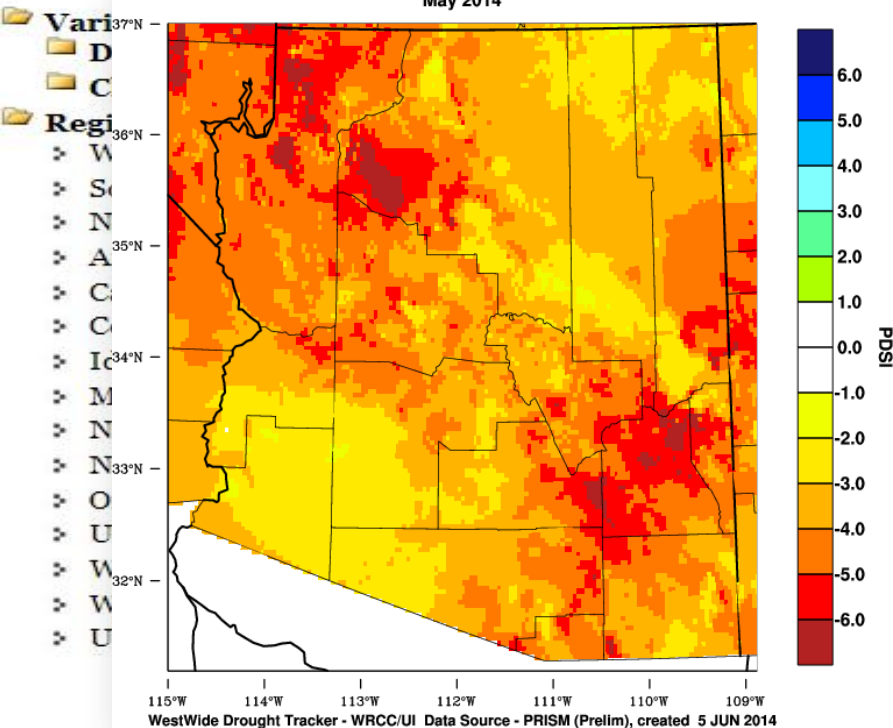 May 2014
Vari
D
C
Regi
W
So
N
A
Ca
Co
Id
M
N
N
O
U
W
W
U
37°N
36°N
35°N
34°N
33°N
32°N
115°W 114°W 113°W 112°W 111°W 110°W 109°W
6.0
5.0
4.0
3.0
2.0
1.0
0.0
-1.0
-2.0
-3.0
-4.0
-5.0
-6.0
PDSI
WestWide Drought Tracker - WRCC/UI Data Source - PRISM (Prelim), created 5 JUN 2014